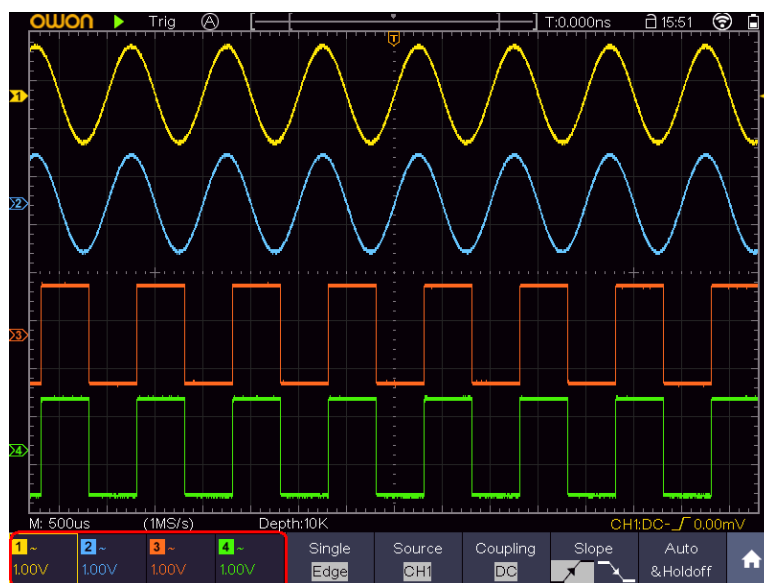 OWON Trig A T:0.000ns 15:51
T
1
2
3
4
M: 500us (1MS/s) Depth:10K CH1:DC- 0.00mV
1 ~ 2 ~ 3 ~ 4 ~ Single Source Coupling Slope Auto
1.00V 1.00V 1.00V 1.00V Edge CH1 DC &Holdoff